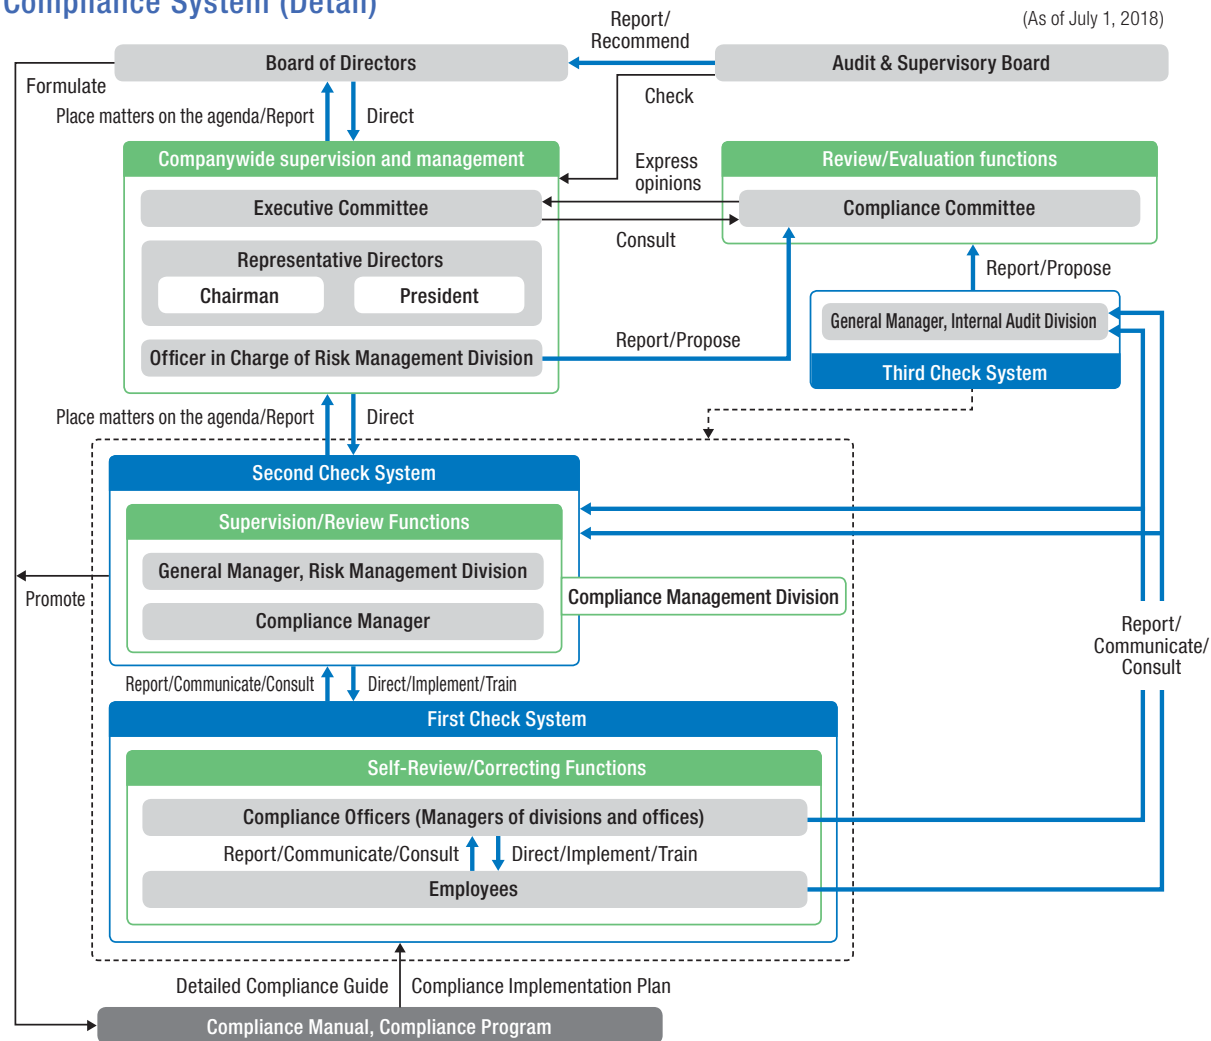 Compliance System (Detail)
(As of July 1, 2018)
Report/
Recommend
Board of Directors
Audit & Supervisory Board
Formulate
Check
Place matters on the agenda/Report
Direct
Companywide supervision and management
Express
opinions
Review/Evaluation functions
Executive Committee
Compliance Committee
Consult
Representative Directors
Chairman
President
Report/Propose
General Manager, Internal Audit Division
Report/Propose
Officer in Charge of Risk Management Division
Third Check System
Place matters on the agenda/Report
Direct
Second Check System
Supervision/Review Functions
General Manager, Risk Management Division
Promote
Compliance Management Division
Compliance Manager
Report/
Communicate/
Consult
Report/Communicate/Consult
Direct/Implement/Train
First Check System
Self-Review/Correcting Functions
Compliance Officers (Managers of divisions and offices)
Report/Communicate/Consult
Direct/Implement/Train
Employees
Detailed Compliance Guide
Compliance Implementation Plan
Compliance Manual, Compliance Program